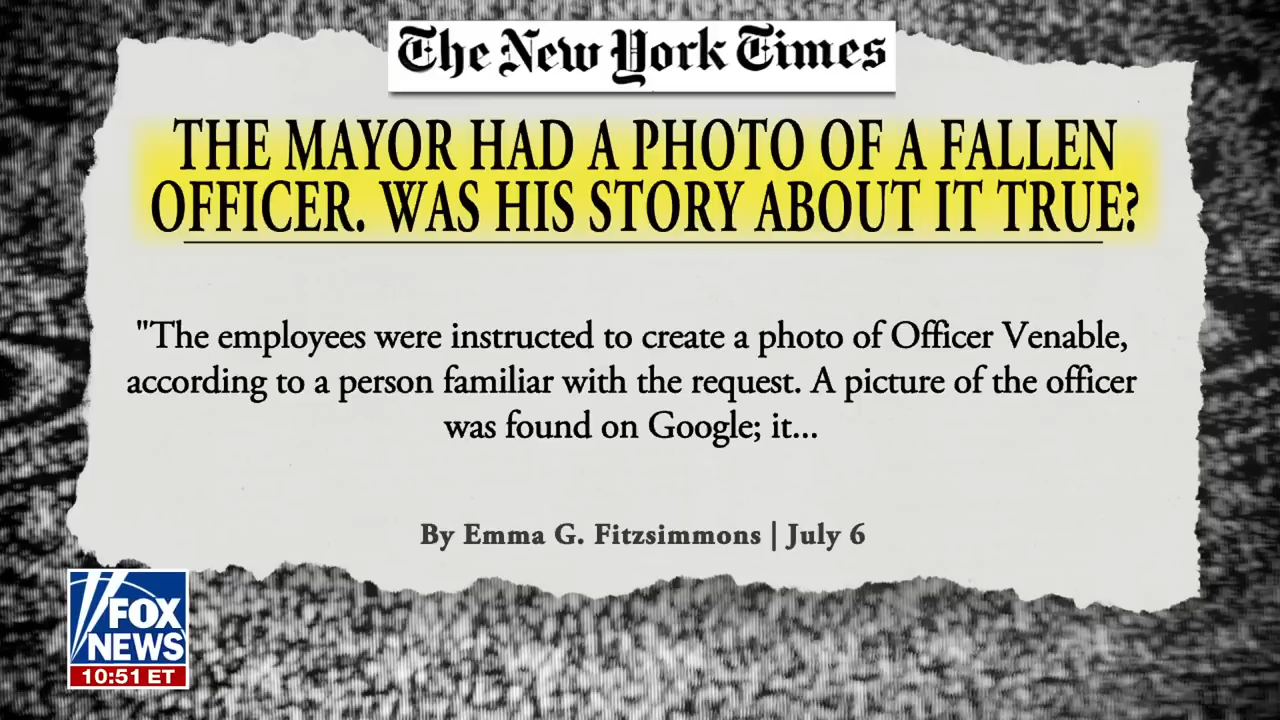 The New York Times
THE MAYOR HAD A PHOTO OF A FALLEN
OFFICER. WAS HIS STORY ABOUT IT TRUE?
"The employees were instructed to create a photo of Officer Venable,
according to a person familiar with the request. A picture of the officer
was found on Google; it...
By Emma G. Fitzsimmons | July 6
FOX
NEWS
10:51 ET